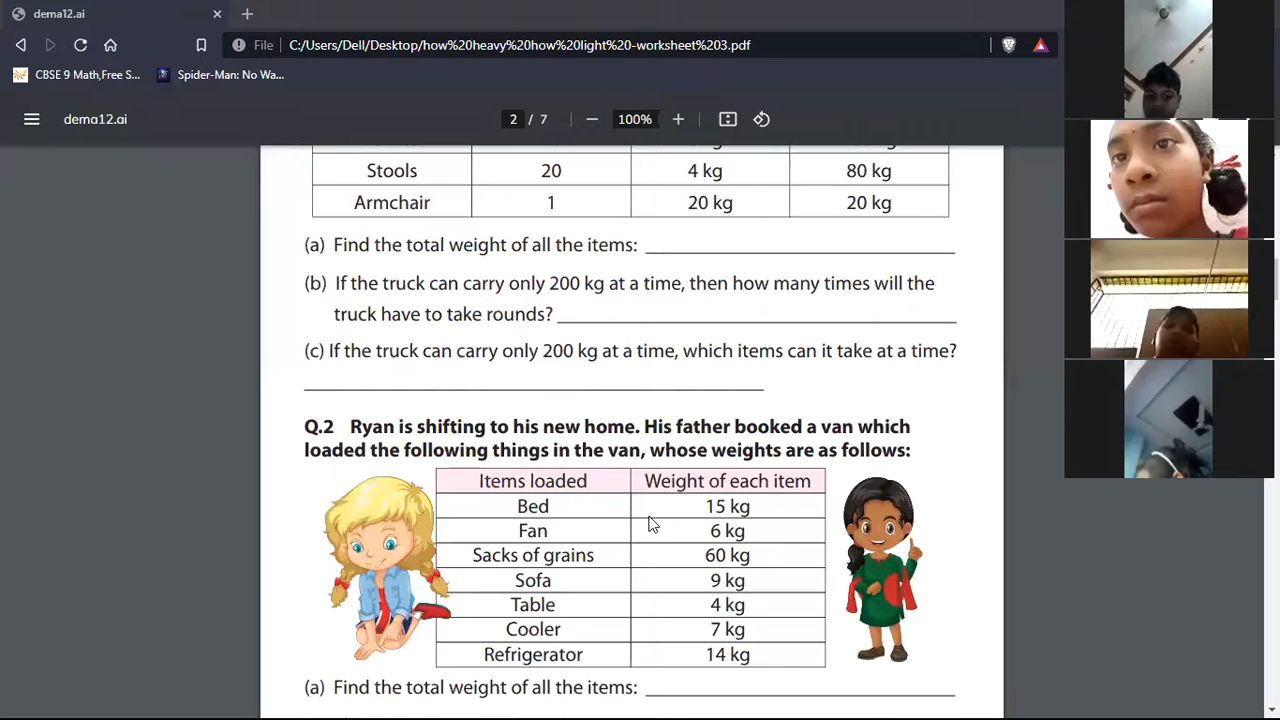 dema12.ai
File C:/Users/Dell/Desktop/how%20heavy%20how%20light%20-worksheet%203.pdf
CBSE 9 Math,Free S... Spider-Man: No Wa...
dema12.ai 2 / 7 100%
Stools 20 4 kg 80 kg
Armchair 1 20 kg 20 kg
(a) Find the total weight of all the items:
(b) If the truck can carry only 200 kg at a time, then how many times will the
truck have to take rounds?
(c) If the truck can carry only 200 kg at a time, which items can it take at a time?
Q.2 Ryan is shifting to his new home. His father booked a van which
loaded the following things in the van, whose weights are as follows:
Items loaded Weight of each item
Bed 15 kg
Fan 6 kg
Sacks of grains 60 kg
Sofa 9 kg
Table 4 kg
Cooler 7 kg
Refrigerator 14 kg
(a) Find the total weight of all the items: